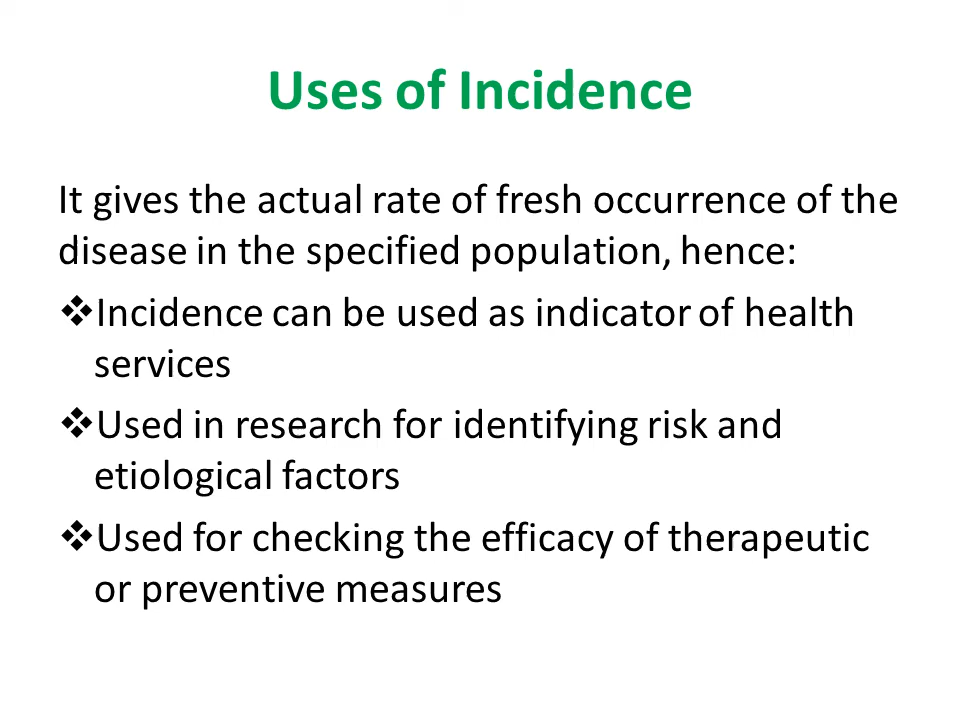 Uses of Incidence
It gives the actual rate of fresh occurrence of the
disease in the specified population, hence:
❖Incidence can be used as indicator of health
services
❖Used in research for identifying risk and
etiological factors
❖Used for checking the efficacy of therapeutic
or preventive measures